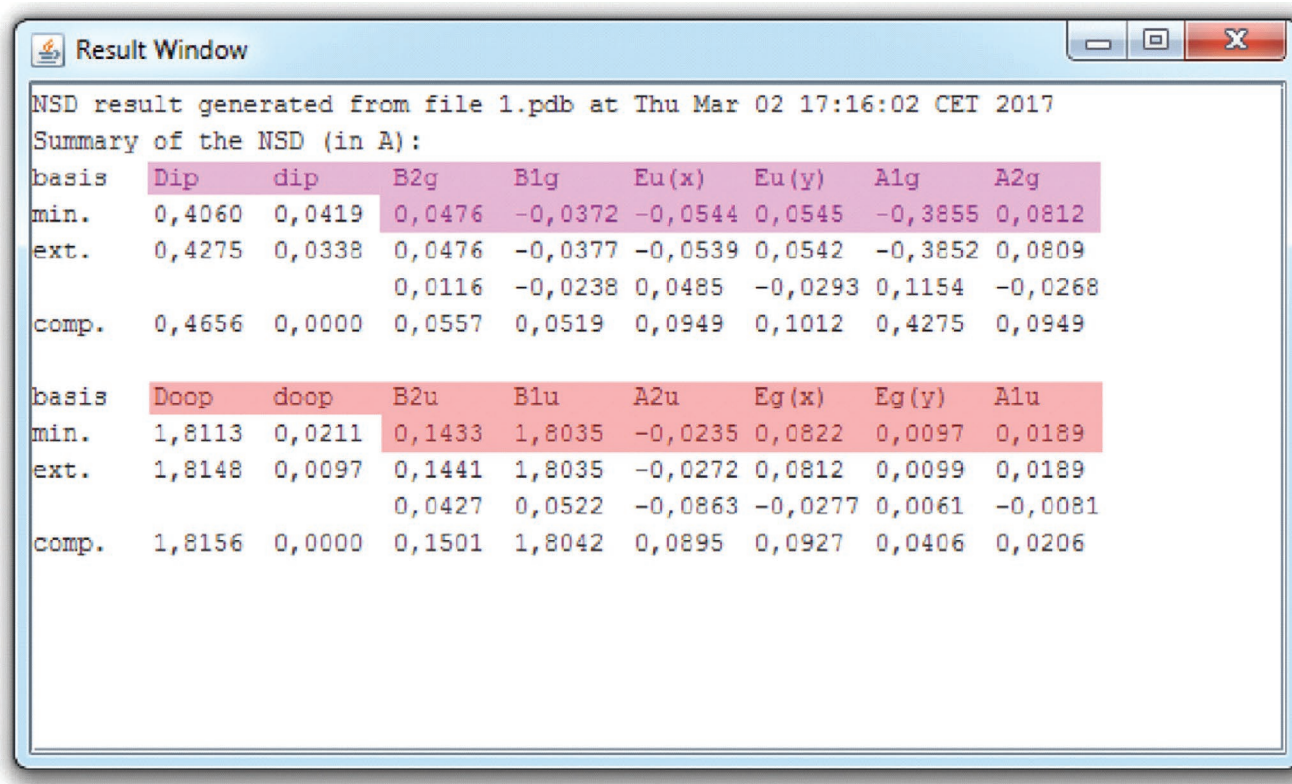 Result Window
NSD result generated from file 1.pdb at Thu Mar 02 17:16:02 CET 2017
Summary of the NSD (in A):
basis Dip dip B2g B1g Eu(x) Eu(y) A1g A2g
min. 0,4060 0,0419 0,0476 -0,0372 -0,0544 0,0545 -0,3855 0,0812
ext. 0,4275 0,0338 0,0476 -0,0377 -0,0539 0,0542 -0,3852 0,0809
0,0116 -0,0238 0,0485 -0,0293 0,1154 -0,0268
comp. 0,4656 0,0000 0,0557 0,0519 0,0949 0,1012 0,4275 0,0949
basis Doop doop B2u B1u A2u Eg(x) Eg(y) A1u
min. 1,8113 0,0211 0,1433 1,8035 -0,0235 0,0822 0,0097 0,0189
ext. 1,8148 0,0097 0,1441 1,8035 -0,0272 0,0812 0,0099 0,0189
0,0427 0,0522 -0,0863 -0,0277 0,0061 -0,0081
comp. 1,8156 0,0000 0,1501 1,8042 0,0895 0,0927 0,0406 0,0206